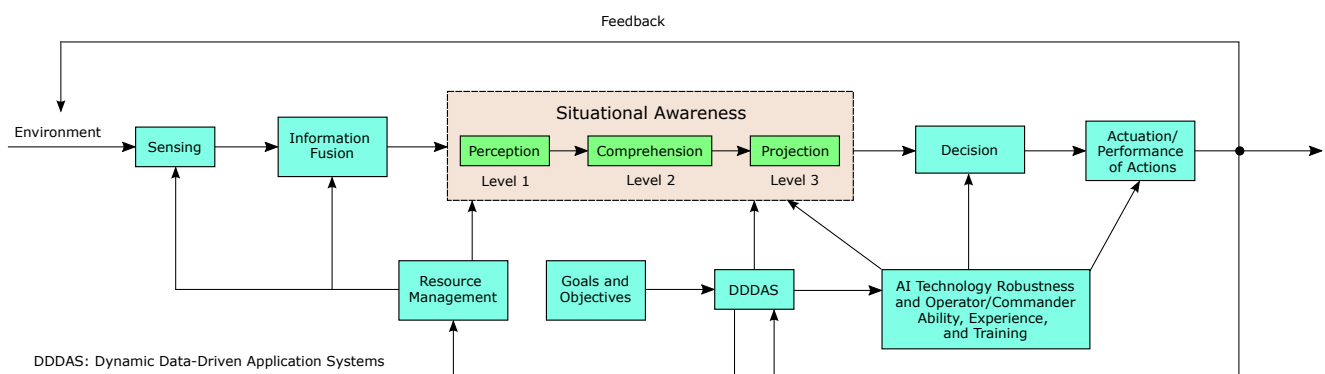 Feedback
Environment
Sensing
Information
Fusion
Situational Awareness
Perception
Comprehension
Projection
Level 1
Level 2
Level 3
Decision
Actuation/
Performance
of Actions
Resource
Management
Goals and
Objectives
DDDAS
AI Technology Robustness
and Operator/Commander
Ability, Experience,
and Training
DDDAS: Dynamic Data-Driven Application Systems